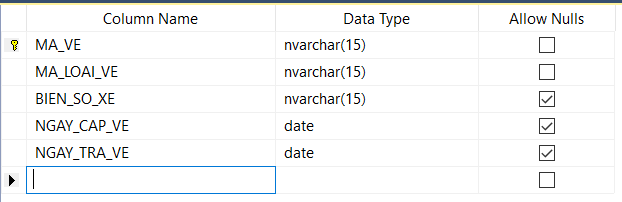 Column Name Data Type Allow Nulls
MA_VE nvarchar(15)
MA_LOAI_VE nvarchar(15)
BIEN_SO_XE nvarchar(15)
NGAY_CAP_VE date
NGAY_TRA_VE date